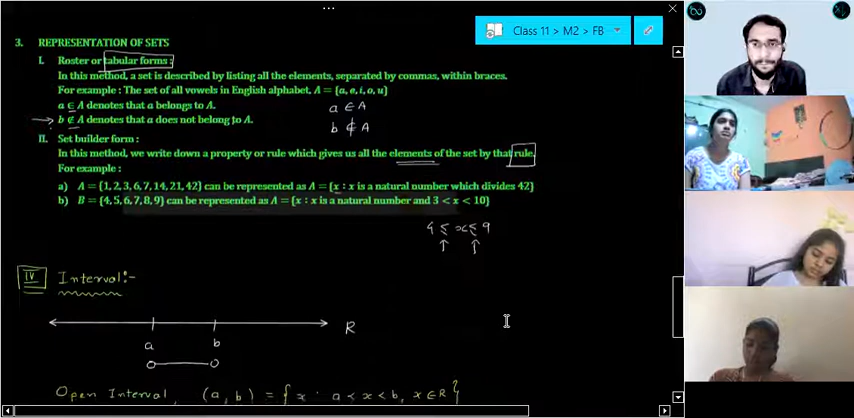 Class 11 > M2 > FB
3. REPRESENTATION OF SETS
I. Roster or tabular forms :
In this method, a set is described by listing all the elements, separated by commas, within braces.
For example : The set of all vowels in English alphabet, A = {a, e, i, o, u}
a ∈ A denotes that a belongs to A.
a ∈ A
b ∉ A denotes that a does not belong to A.
b ∉ A
II. Set builder form :
In this method, we write down a property or rule which gives us all the elements of the set by that rule.
For example :
a) A = {1, 2, 3, 6, 7, 14, 21, 42} can be represented as A = {x : x is a natural number which divides 42}
b) B = {4, 5, 6, 7, 8, 9} can be represented as A = {x : x is a natural number and 3 < x < 10}
4 ≤ x ≤ 9
IV Interval:-
R
a b
Open Interval, (a, b) = { x : a < x < b, x ∈ R }